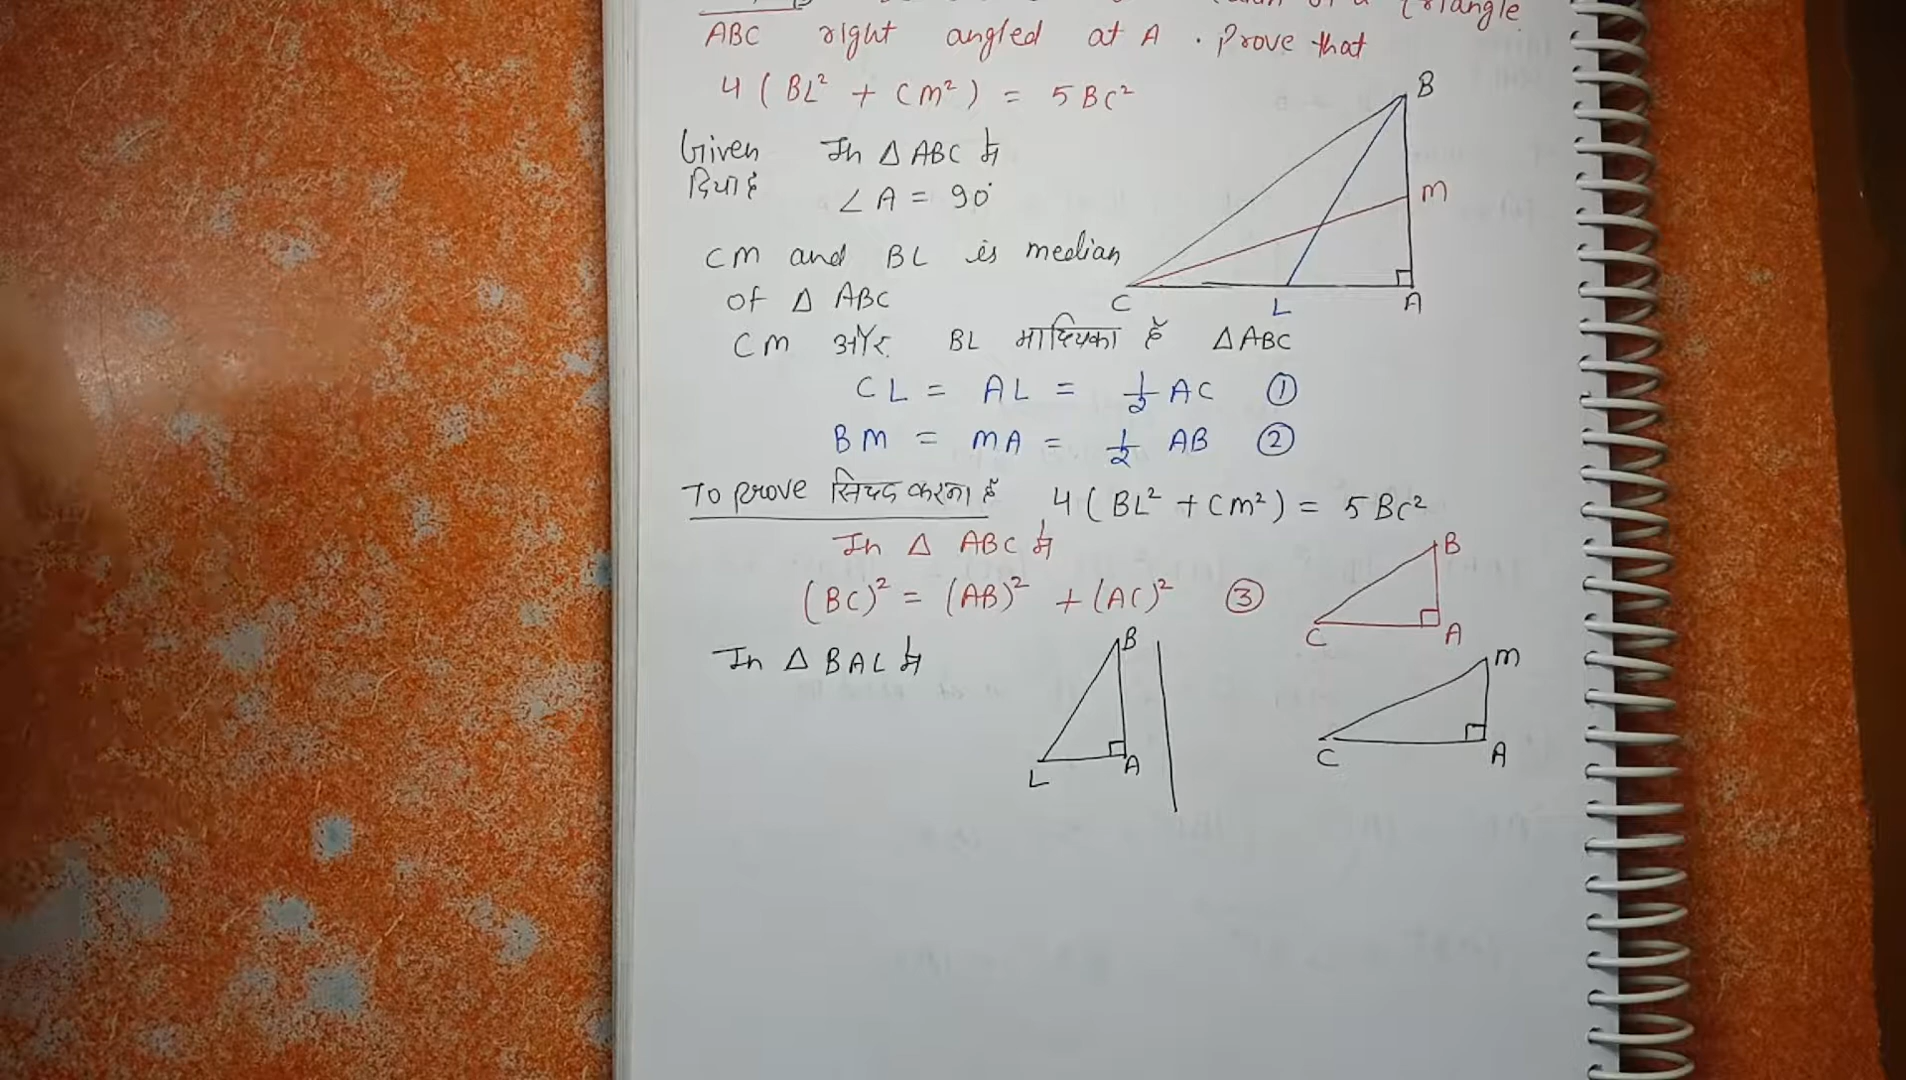 of a triangle
ABC right angled at A . Prove that
4 ( BL² + CM² ) = 5 BC²
Given In △ ABC में
दिया है
∠ A = 90°
CM and BL is median
of △ ABC
CM और BL माध्यिका है △ ABC
CL = AL = ½ AC ①
BM = MA = ½ AB ②
To prove सिध्द करना है 4 ( BL² + CM² ) = 5 BC²
In △ ABC में
(BC)² = (AB)² + (AC)² ③
In △ BAL में
B
M
C L A
B
C A
B
L A
M
C A